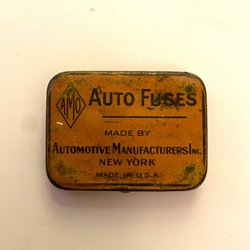 AMO
AUTO FUSES
MADE BY
AUTOMOTIVE MANUFACTURERS INC.
NEW YORK
MADE IN U.S.A.